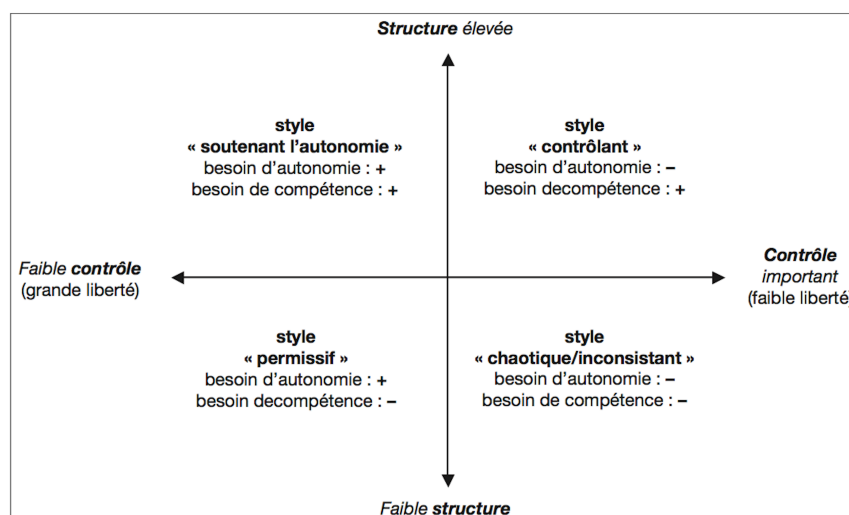 Structure élevée
style
« soutenant l'autonomie »
besoin d'autonomie : +
besoin de compétence : +
style
« contrôlant »
besoin d'autonomie : –
besoin decompétence : +
Faible contrôle
(grande liberté)
Contrôle
important
(faible liberté)
style
« permissif »
besoin d'autonomie : +
besoin decompétence : –
style
« chaotique/inconsistant »
besoin d'autonomie : –
besoin de compétence : –
Faible structure